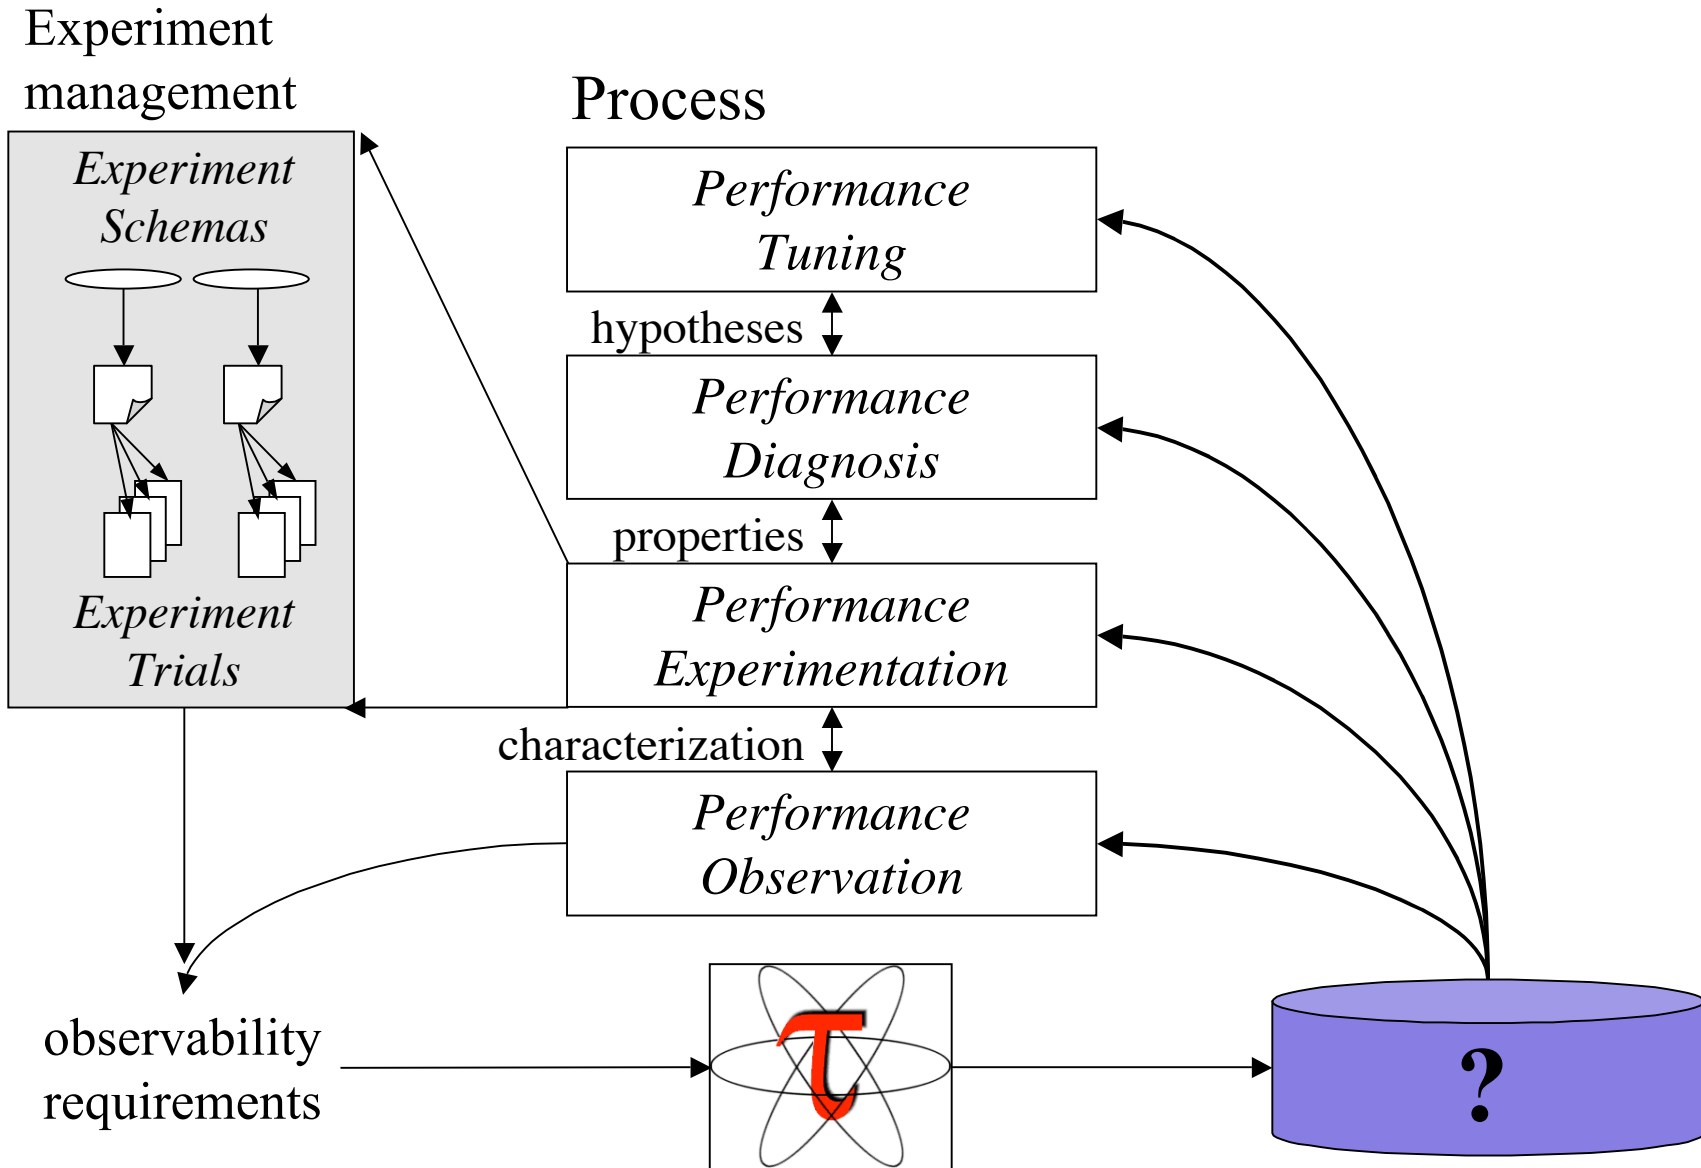 Experiment
management
Experiment
Schemas
Experiment
Trials
Process
Performance
Tuning
hypotheses
Performance
Diagnosis
properties
Performance
Experimentation
characterization
Performance
Observation
observability
requirements
τ
?